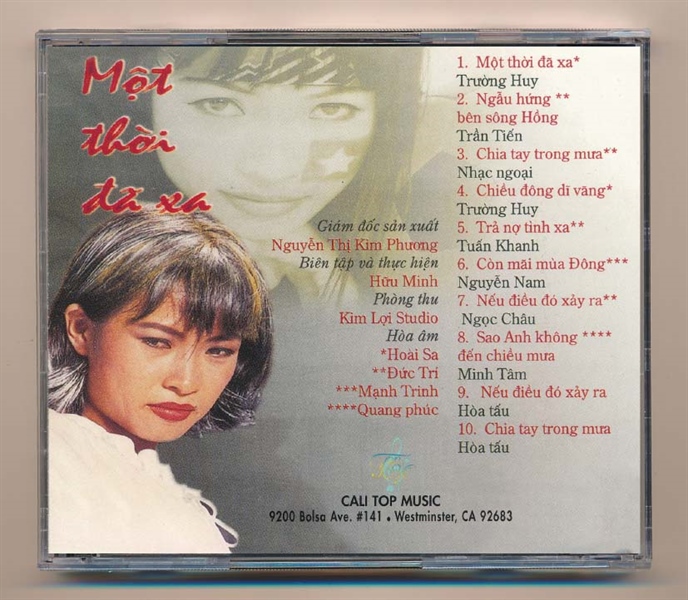 Một
thời
đã xa
Giám đốc sản xuất
Nguyễn Thị Kim Phương
Biên tập và thực hiện
Hữu Minh
Phòng thu
Kim Lợi Studio
Hòa âm
*Hoài Sa
**Đức Trí
***Mạnh Trinh
****Quang phúc
1. Một thời đã xa*
Trường Huy
2. Ngẫu hứng **
bên sông Hồng
Trần Tiến
3. Chia tay trong mưa**
Nhạc ngoại
4. Chiều đông dĩ vãng*
Trường Huy
5. Trả nợ tình xa**
Tuấn Khanh
6. Còn mãi mùa Đông***
Nguyễn Nam
7. Nếu điều đó xảy ra**
Ngọc Châu
8. Sao Anh không ****
đến chiều mưa
Minh Tâm
9. Nếu điều đó xảy ra
Hòa tấu
10. Chia tay trong mưa
Hòa tấu
CALI TOP MUSIC
9200 Bolsa Ave. #141 • Westminster, CA 92683